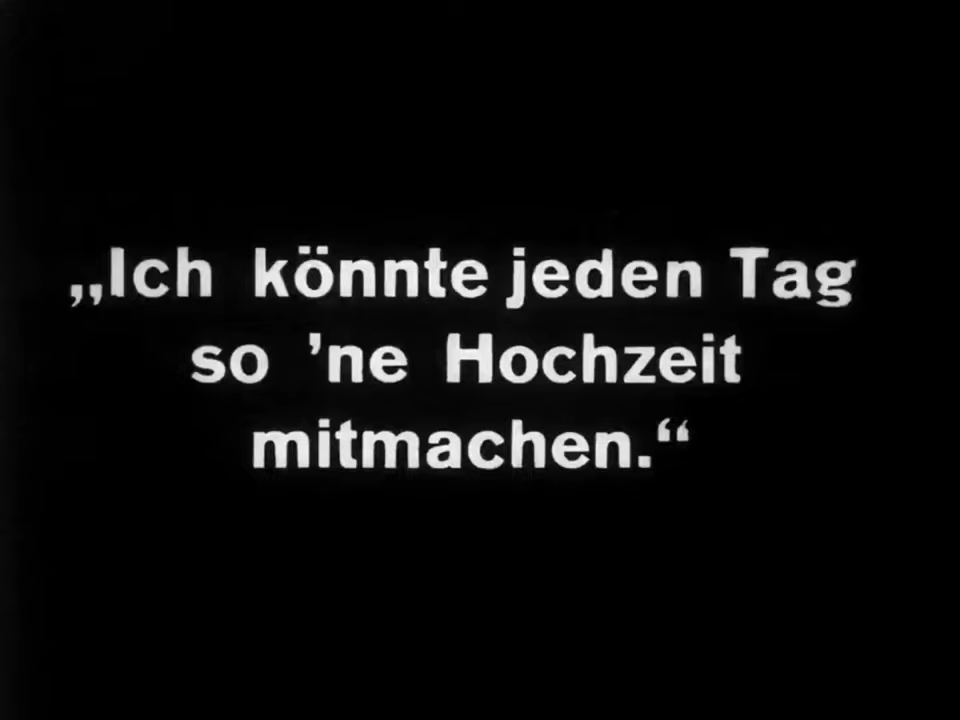 „Ich könnte jeden Tag
so ’ne Hochzeit
mitmachen.“